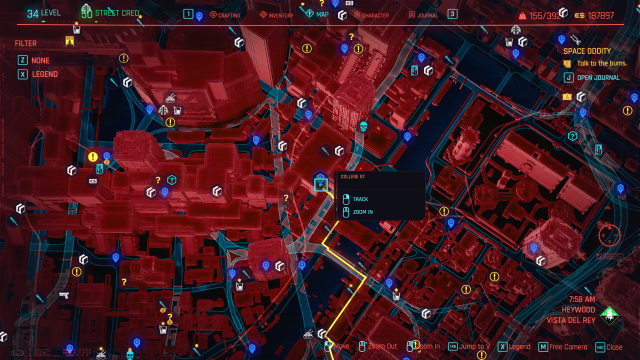 34 LEVEL
50 STREET CRED
1
CRAFTING
INVENTORY
MAP
CHARACTER
JOURNAL
3
187897
FILTER
Z NONE
X LEGEND
SPACE ODDITY
Talk to the bums.
J OPEN JOURNAL
COLLEGE ST
TRACK
ZOOM IN
7:58 AM
HEYWOOD
VISTA DEL REY
Move
Zoom Out
Zoom In
Jump to V
X Legend
M Free Camera
Close